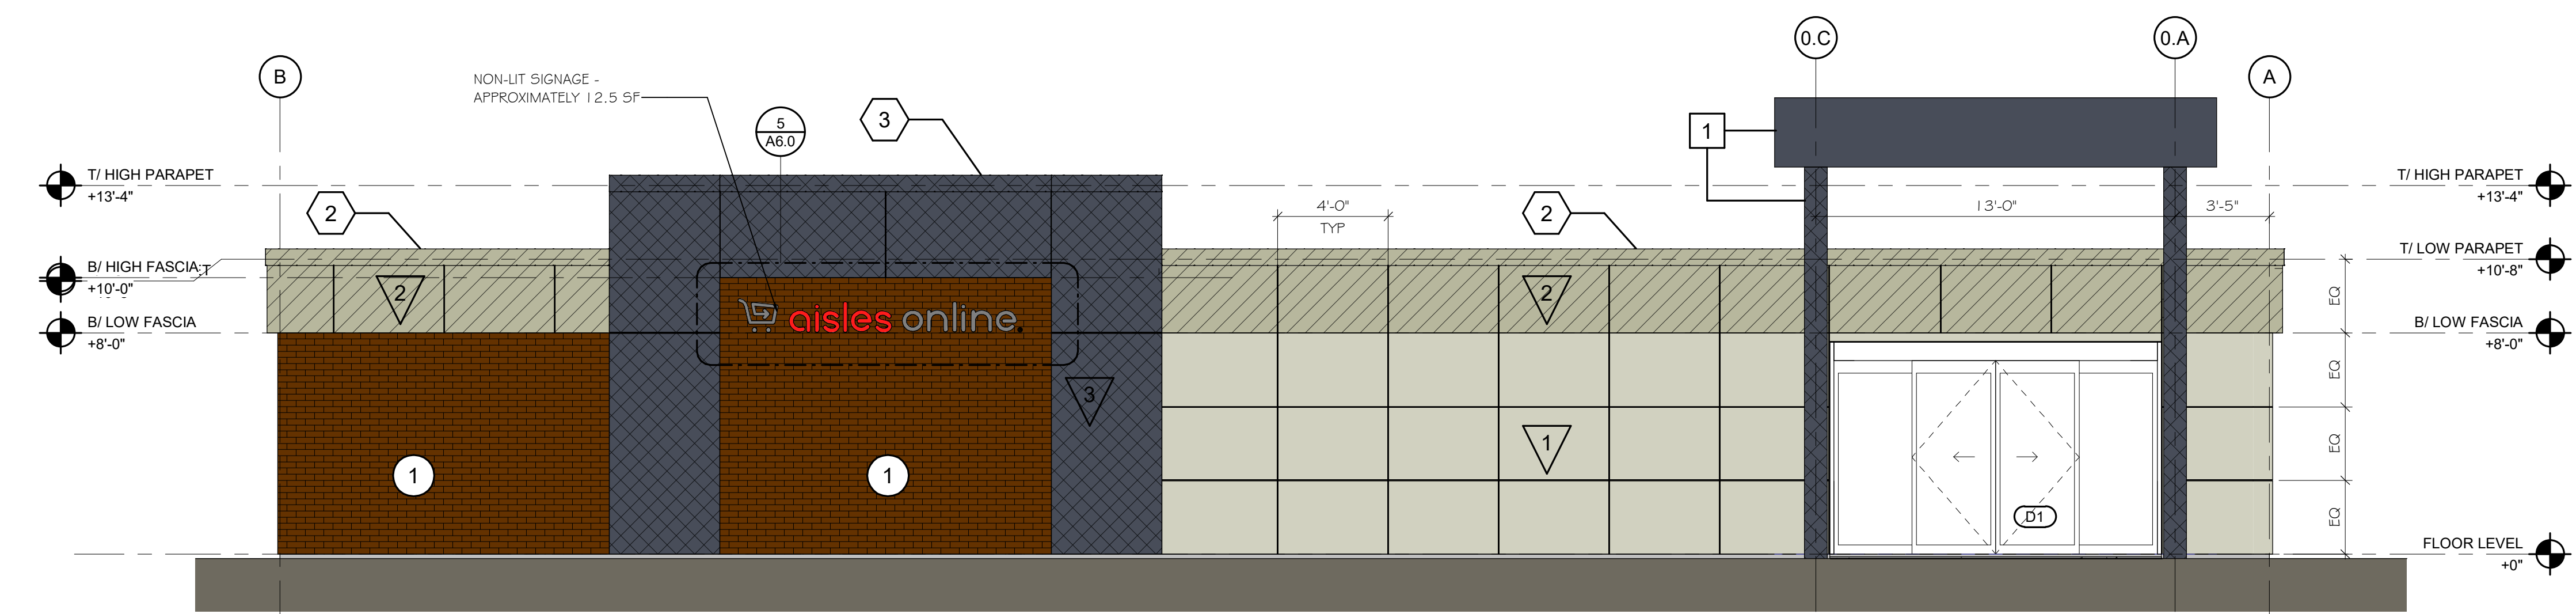 0.C
0.A
B
A
NON-LIT SIGNAGE -
APPROXIMATELY 12.5 SF
5
A6.0
3
1
T/ HIGH PARAPET
+13'-4"
T/ HIGH PARAPET
+13'-4"
2
4'-0"
TYP
2
13'-0"
3'-5"
B/ HIGH FASCIA
+10'-0"
T/ LOW PARAPET
+10'-8"
2
2
EQ
aisles online.
B/ LOW FASCIA
+8'-0"
B/ LOW FASCIA
+8'-0"
EQ
3
1
1
1
EQ
D1
EQ
FLOOR LEVEL
+0"